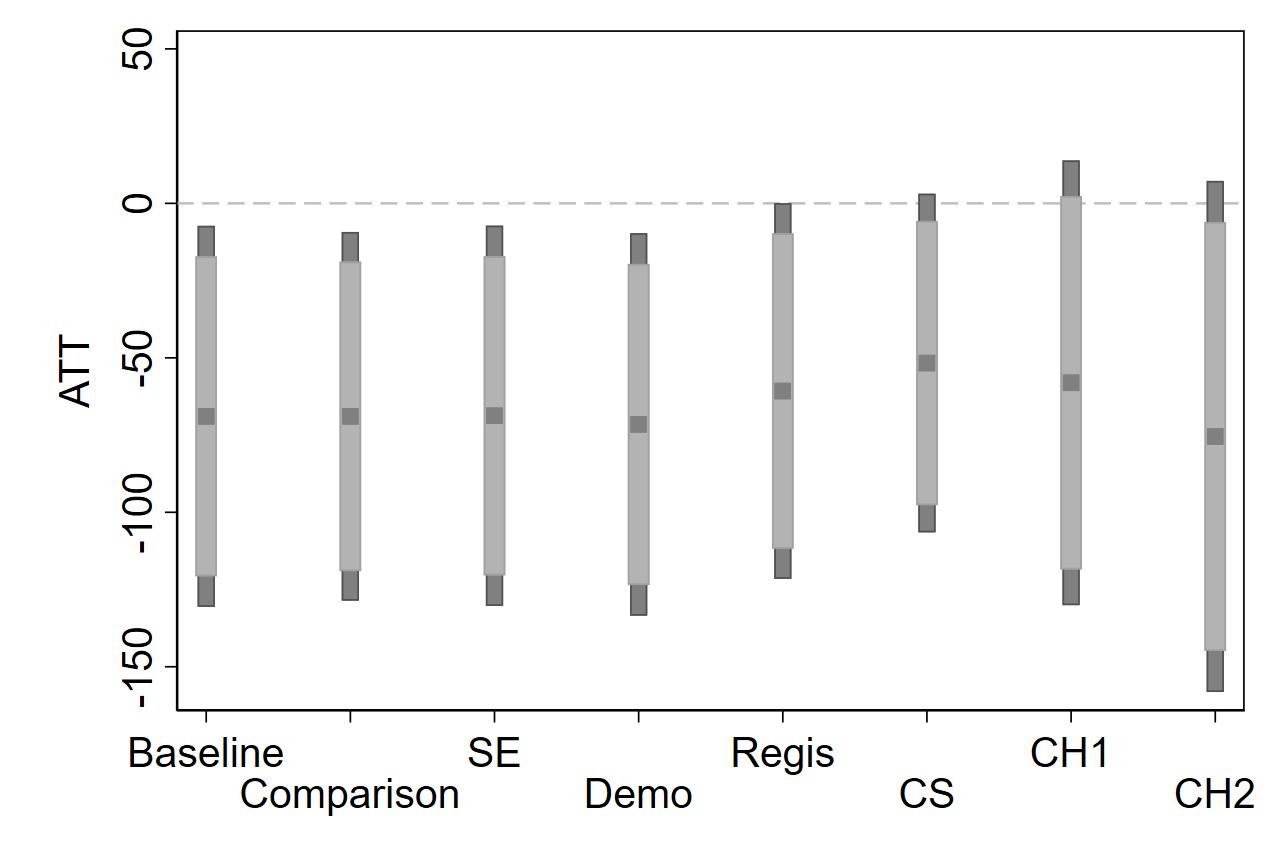 50
0
-50
-100
-150
ATT
Baseline
SE
Regis
CH1
Comparison
Demo
CS
CH2